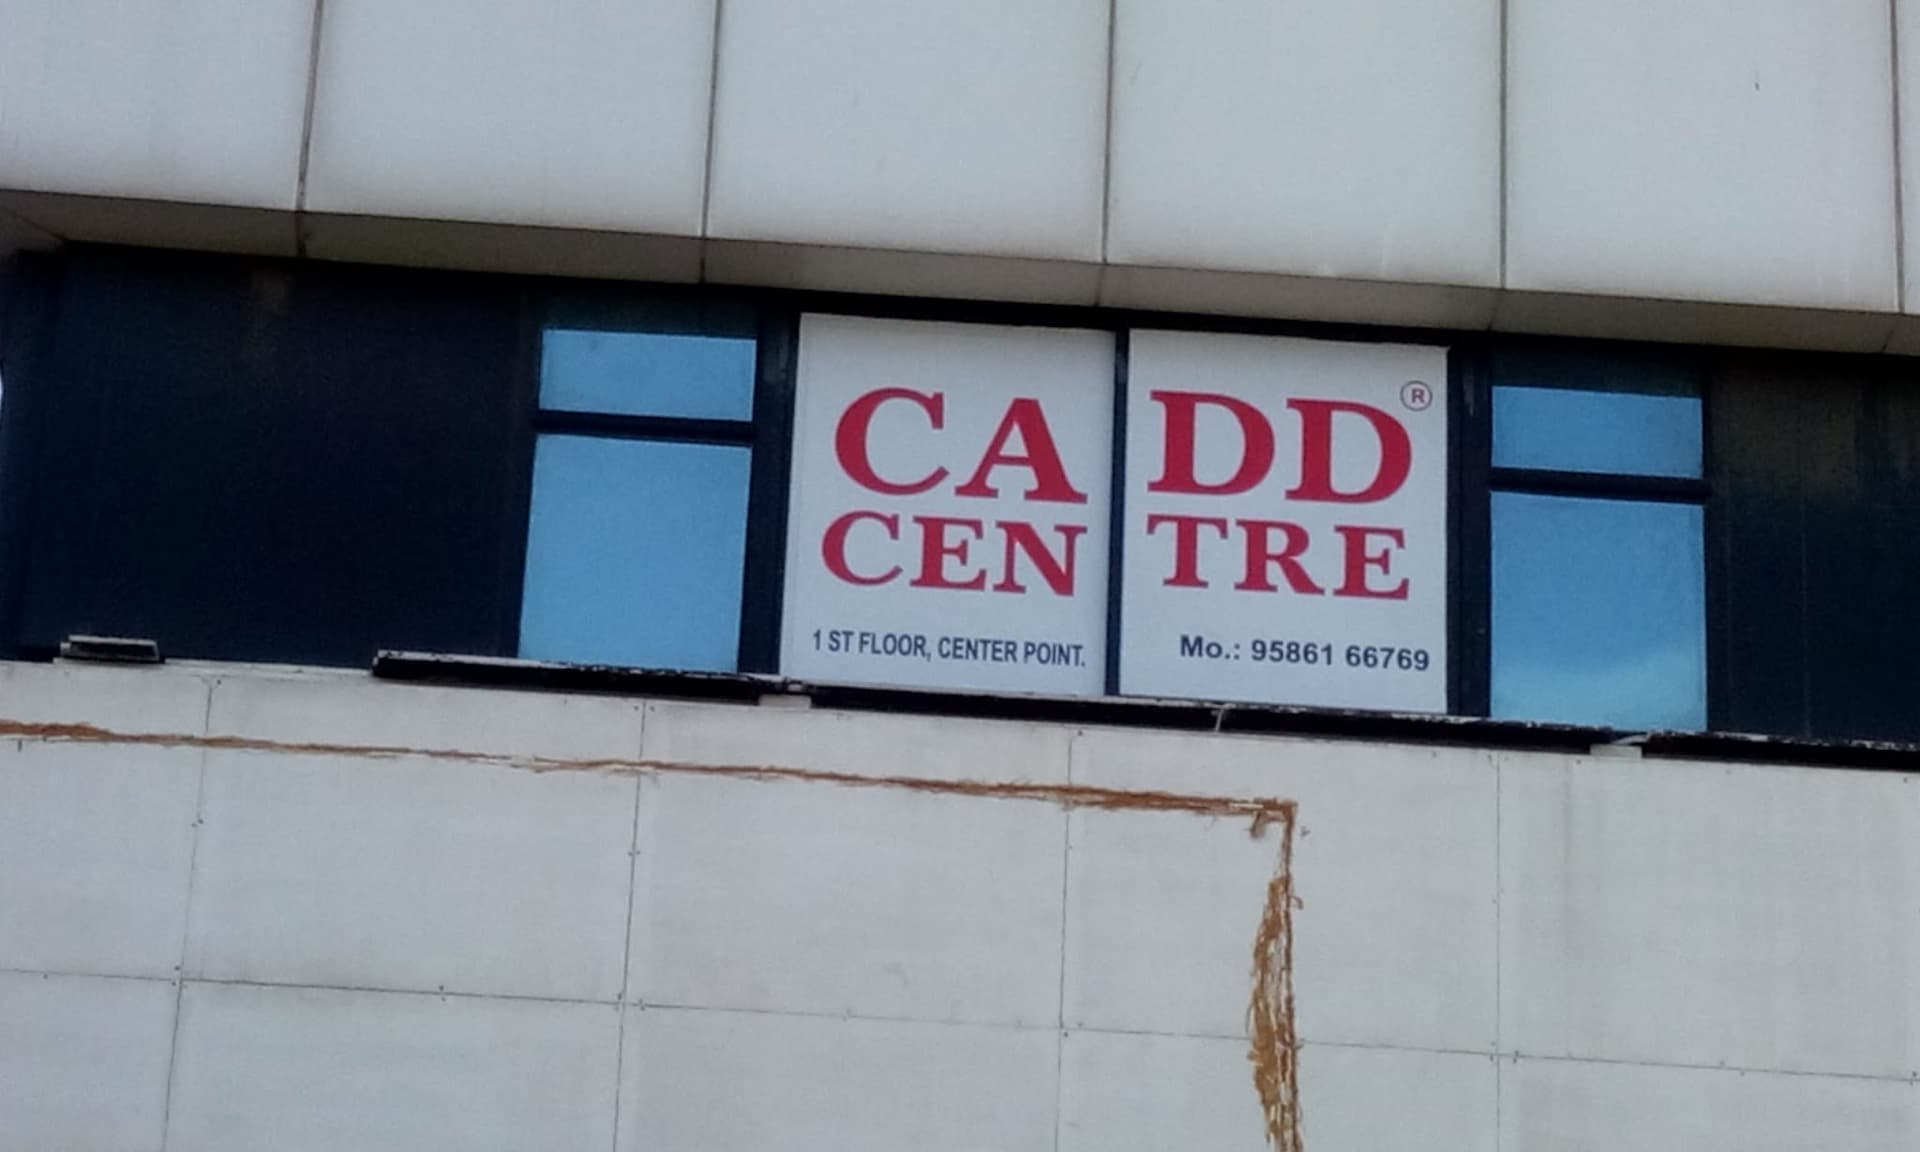 CADD®
CENTRE
1 ST FLOOR, CENTER POINT. Mo.: 95861 66769